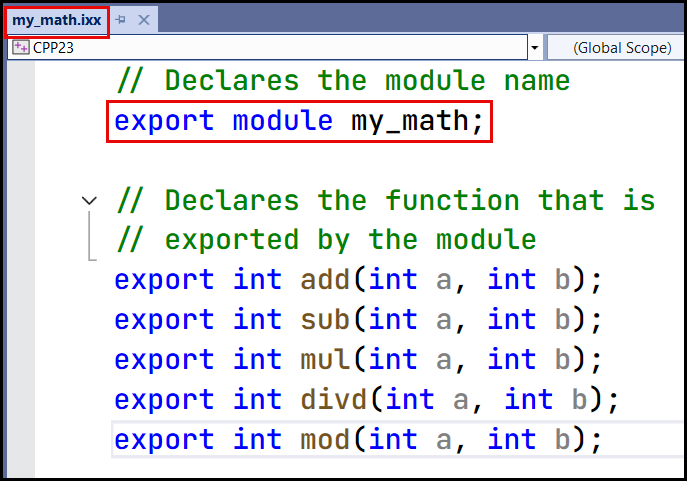 my_math.ixx
CPP23
(Global Scope)
// Declares the module name
export module my_math;
// Declares the function that is
// exported by the module
export int add(int a, int b);
export int sub(int a, int b);
export int mul(int a, int b);
export int divd(int a, int b);
export int mod(int a, int b);